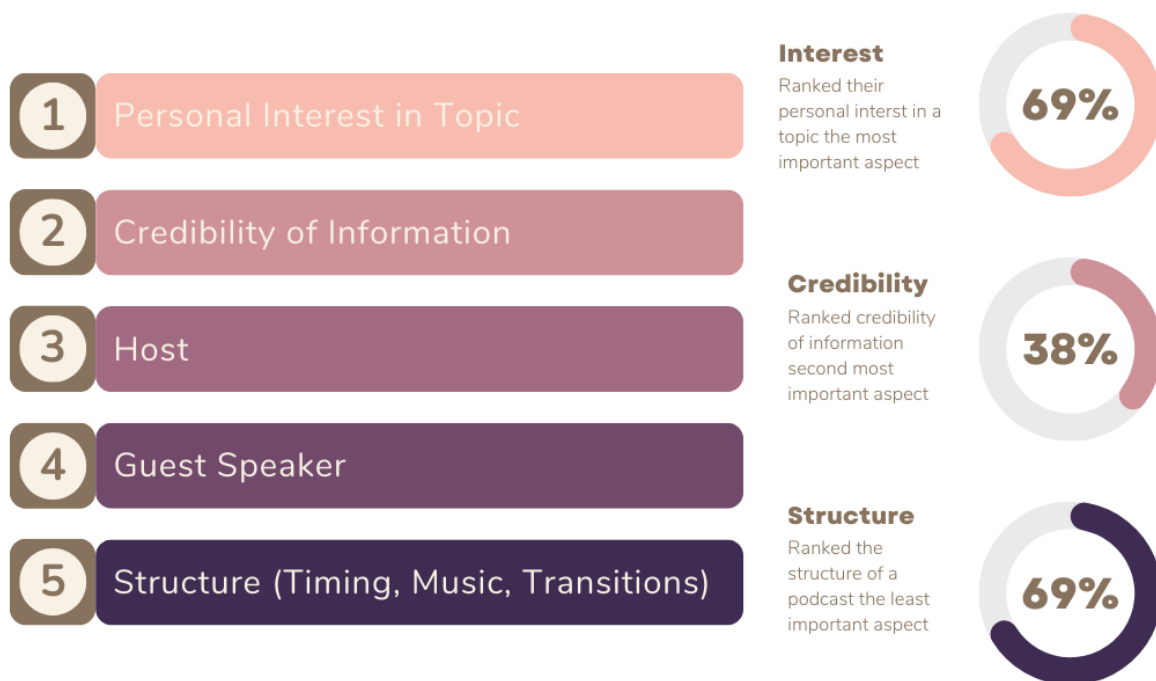 1
Personal Interest in Topic
2
Credibility of Information
3
Host
4
Guest Speaker
5
Structure (Timing, Music, Transitions)
Interest
Ranked their
personal interst in a
topic the most
important aspect
69%
Credibility
Ranked credibility
of information
second most
important aspect
38%
Structure
Ranked the
structure of a
podcast the least
important aspect
69%